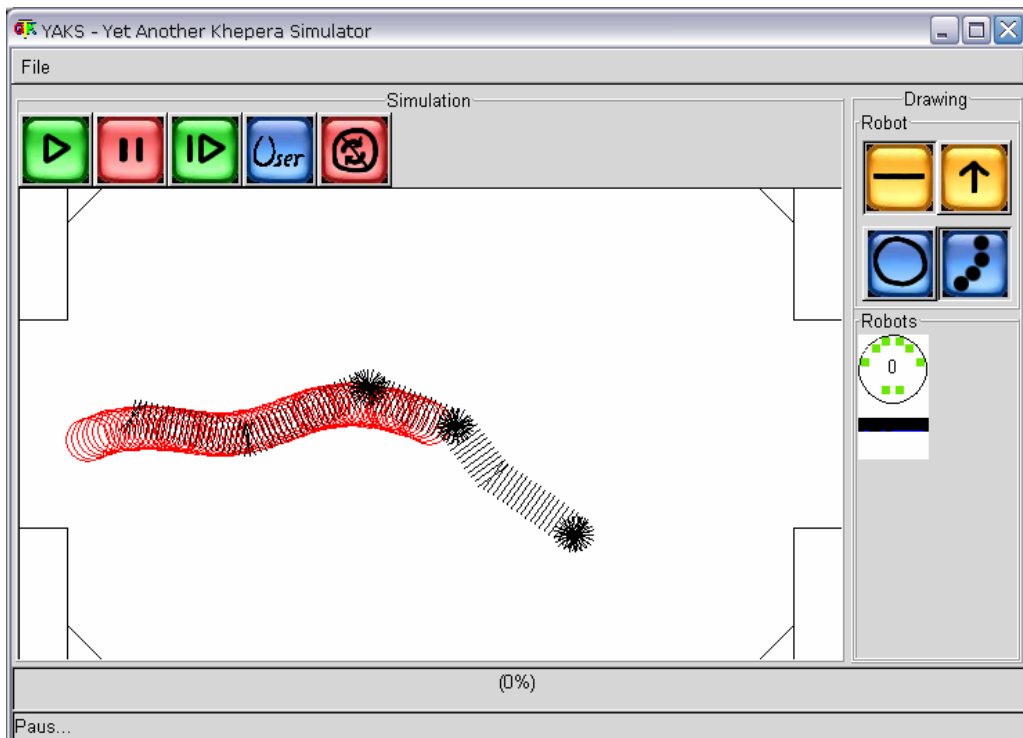 YAKS - Yet Another Khepera Simulator
File
Simulation
Drawing
Robot
User
Robots
0
(0%)
Paus...